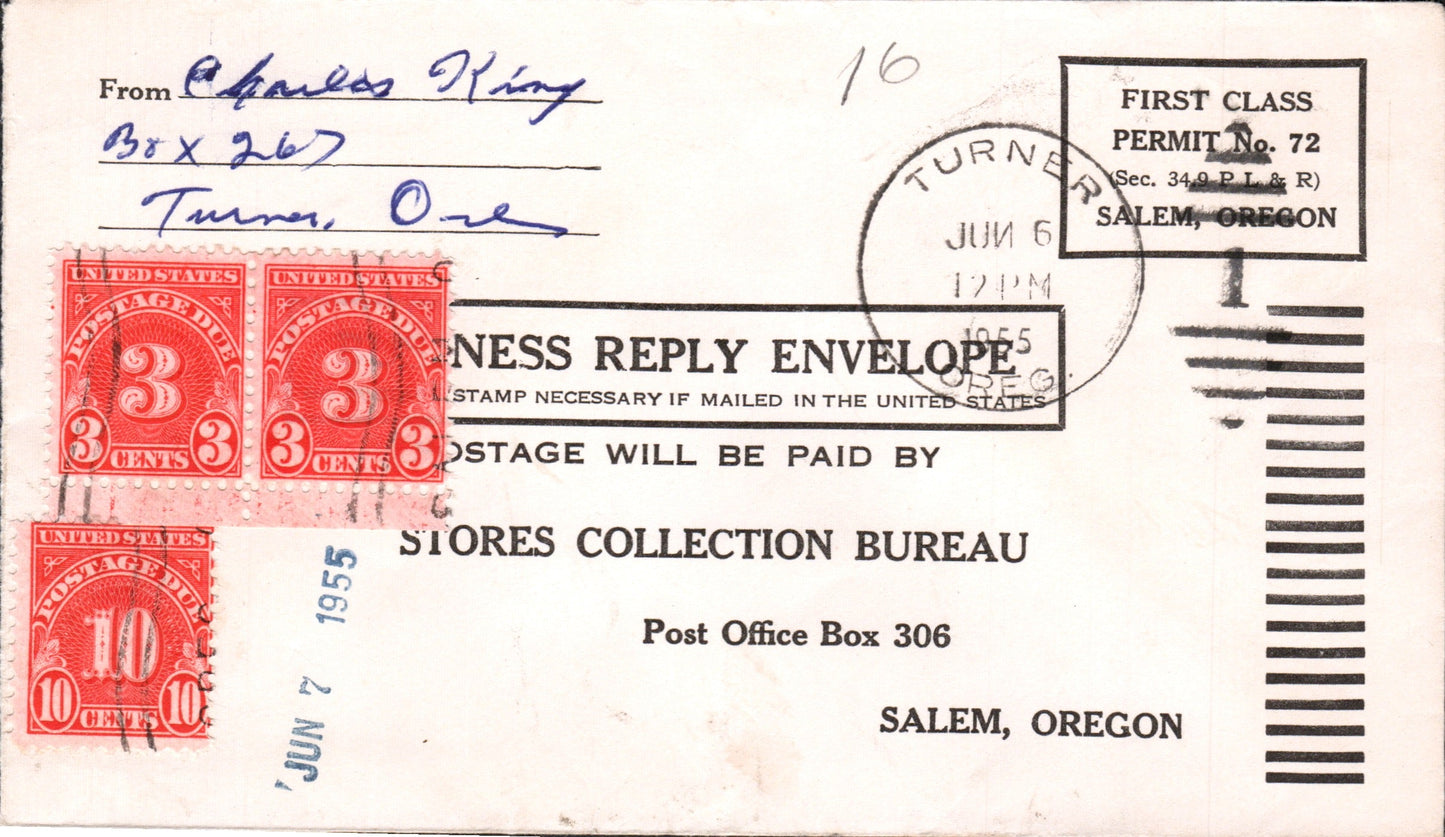 From Charles King
Box 267
Turner, Ore
16
FIRST CLASS
PERMIT No. 72
(Sec. 34.9 P L & R)
SALEM, OREGON
TURNER
JUN 6
12 PM
1955
OREG.
1
UNITED STATES
POSTAGE DUE
3
3 CENTS 3
UNITED STATES
POSTAGE DUE
3
3 CENTS 3
NESS REPLY ENVELOPE
STAMP NECESSARY IF MAILED IN THE UNITED STATES
OSTAGE WILL BE PAID BY
STORES COLLECTION BUREAU
Post Office Box 306
SALEM, OREGON
UNITED STATES
POSTAGE DUE
10
10 CENTS 10
JUN 7 1955